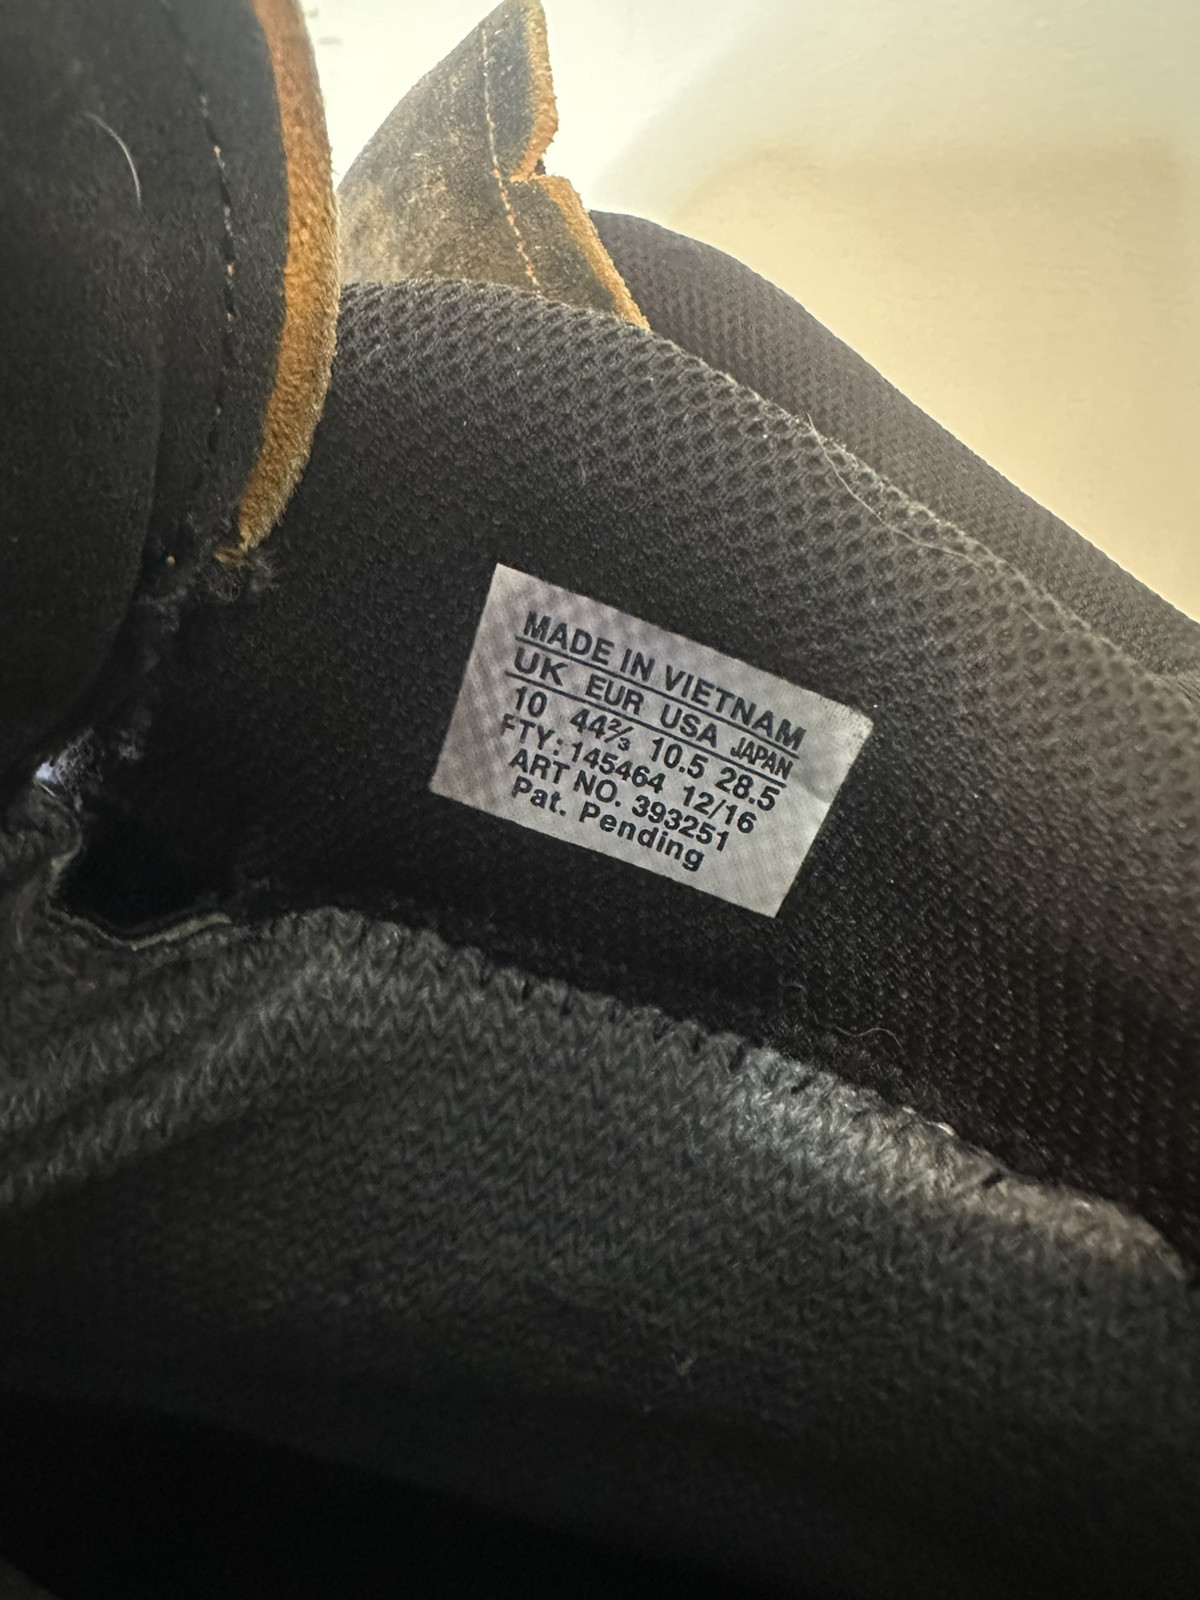 MADE IN VIETNAM
UK EUR USA JAPAN
10 44⅔ 10.5 28.5
FTY: 145464 12/16
ART NO. 393251
Pat. Pending